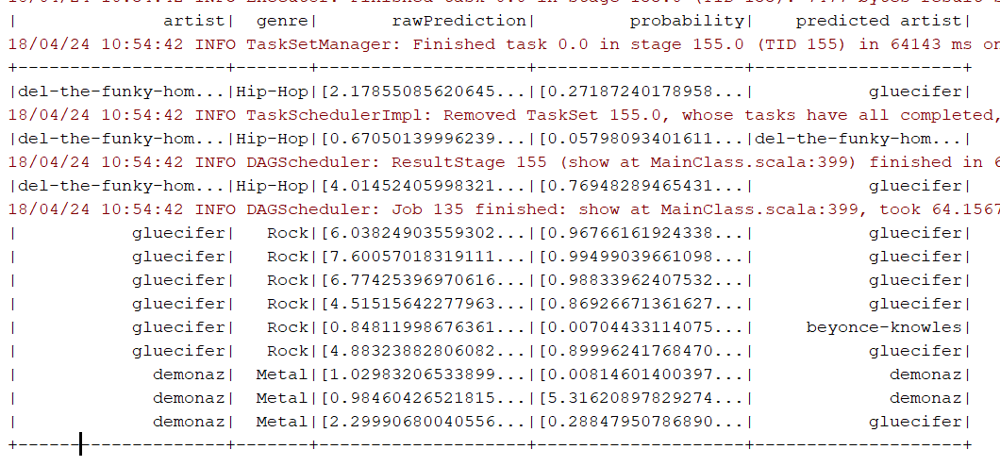 |              artist|  genre|       rawPrediction|         probability|    predicted artist|
18/04/24 10:54:42 INFO TaskSetManager: Finished task 0.0 in stage 155.0 (TID 155) in 64143 ms on
+--------------------+-------+--------------------+--------------------+--------------------+
|del-the-funky-hom...|Hip-Hop|[2.17855085620645...|[0.27187240178958...|           gluecifer|
18/04/24 10:54:42 INFO TaskSchedulerImpl: Removed TaskSet 155.0, whose tasks have all completed,
|del-the-funky-hom...|Hip-Hop|[0.67050139996239...|[0.05798093401611...|del-the-funky-hom...|
18/04/24 10:54:42 INFO DAGScheduler: ResultStage 155 (show at MainClass.scala:399) finished in 6
|del-the-funky-hom...|Hip-Hop|[4.01452405998321...|[0.76948289465431...|           gluecifer|
18/04/24 10:54:42 INFO DAGScheduler: Job 135 finished: show at MainClass.scala:399, took 64.1567
|           gluecifer|   Rock|[6.03824903559302...|[0.96766161924338...|           gluecifer|
|           gluecifer|   Rock|[7.60057018319111...|[0.99499039661098...|           gluecifer|
|           gluecifer|   Rock|[6.77425396970616...|[0.98833962407532...|           gluecifer|
|           gluecifer|   Rock|[4.51515642277963...|[0.86926671361627...|           gluecifer|
|           gluecifer|   Rock|[0.84811998676361...|[0.00704433114075...|     beyonce-knowles|
|           gluecifer|   Rock|[4.88323882806082...|[0.89996241768470...|           gluecifer|
|             demonaz|  Metal|[1.02983206533899...|[0.00814601400397...|             demonaz|
|             demonaz|  Metal|[0.98460426521815...|[5.31620897829274...|             demonaz|
|             demonaz|  Metal|[2.29990680040556...|[0.28847950786890...|           gluecifer|
+--------------------+-------+--------------------+--------------------+--------------------+